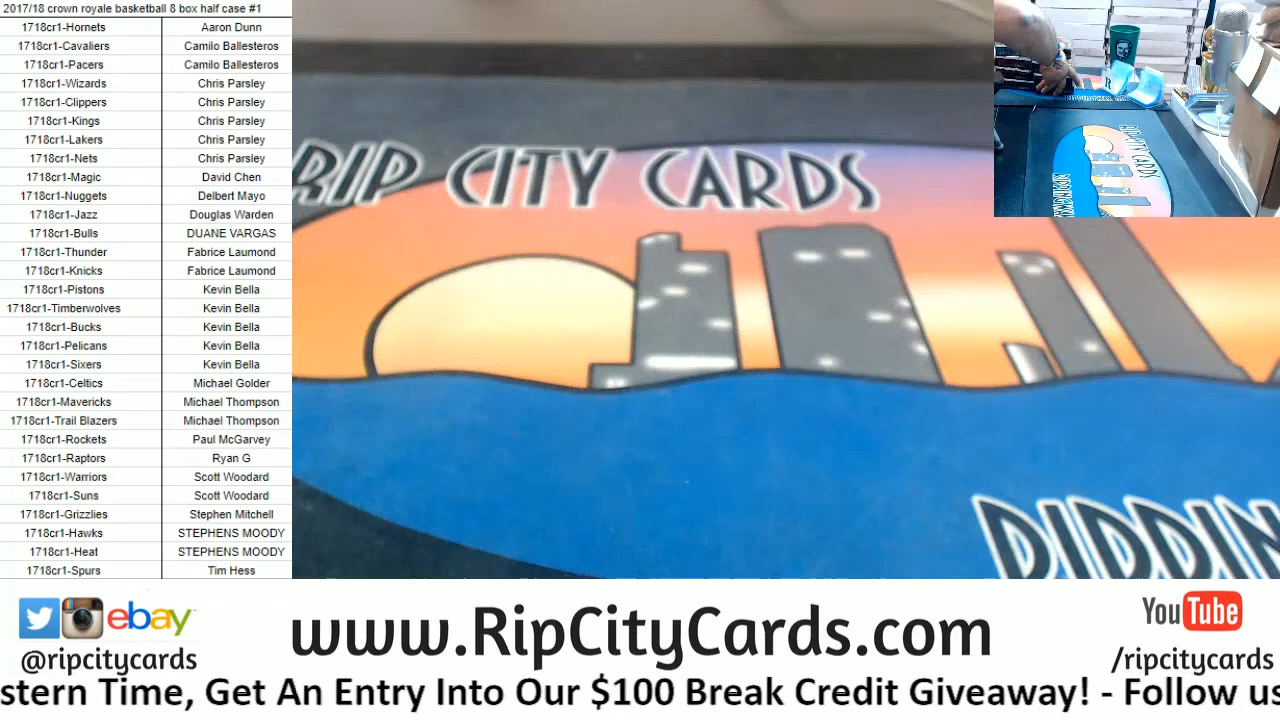 2017/18 crown royale basketball 8 box half case #1
1718cr1-Hornets Aaron Dunn
1718cr1-Cavaliers Camilo Ballesteros
1718cr1-Pacers Camilo Ballesteros
1718cr1-Wizards Chris Parsley
1718cr1-Clippers Chris Parsley
1718cr1-Kings Chris Parsley
1718cr1-Lakers Chris Parsley
1718cr1-Nets Chris Parsley
1718cr1-Magic David Chen
1718cr1-Nuggets Delbert Mayo
1718cr1-Jazz Douglas Warden
1718cr1-Bulls DUANE VARGAS
1718cr1-Thunder Fabrice Laumond
1718cr1-Knicks Fabrice Laumond
1718cr1-Pistons Kevin Bella
1718cr1-Timberwolves Kevin Bella
1718cr1-Bucks Kevin Bella
1718cr1-Pelicans Kevin Bella
1718cr1-Sixers Kevin Bella
1718cr1-Celtics Michael Golder
1718cr1-Mavericks Michael Thompson
1718cr1-Trail Blazers Michael Thompson
1718cr1-Rockets Paul McGarvey
1718cr1-Raptors Ryan G
1718cr1-Warriors Scott Woodard
1718cr1-Suns Scott Woodard
1718cr1-Grizzlies Stephen Mitchell
1718cr1-Hawks STEPHENS MOODY
1718cr1-Heat STEPHENS MOODY
1718cr1-Spurs Tim Hess
RIP CITY CARDS
RIP CITY CARDS
ebay
@ripcitycards
www.RipCityCards.com
YouTube
/ripcitycards
stern Time, Get An Entry Into Our $100 Break Credit Giveaway! - Follow us